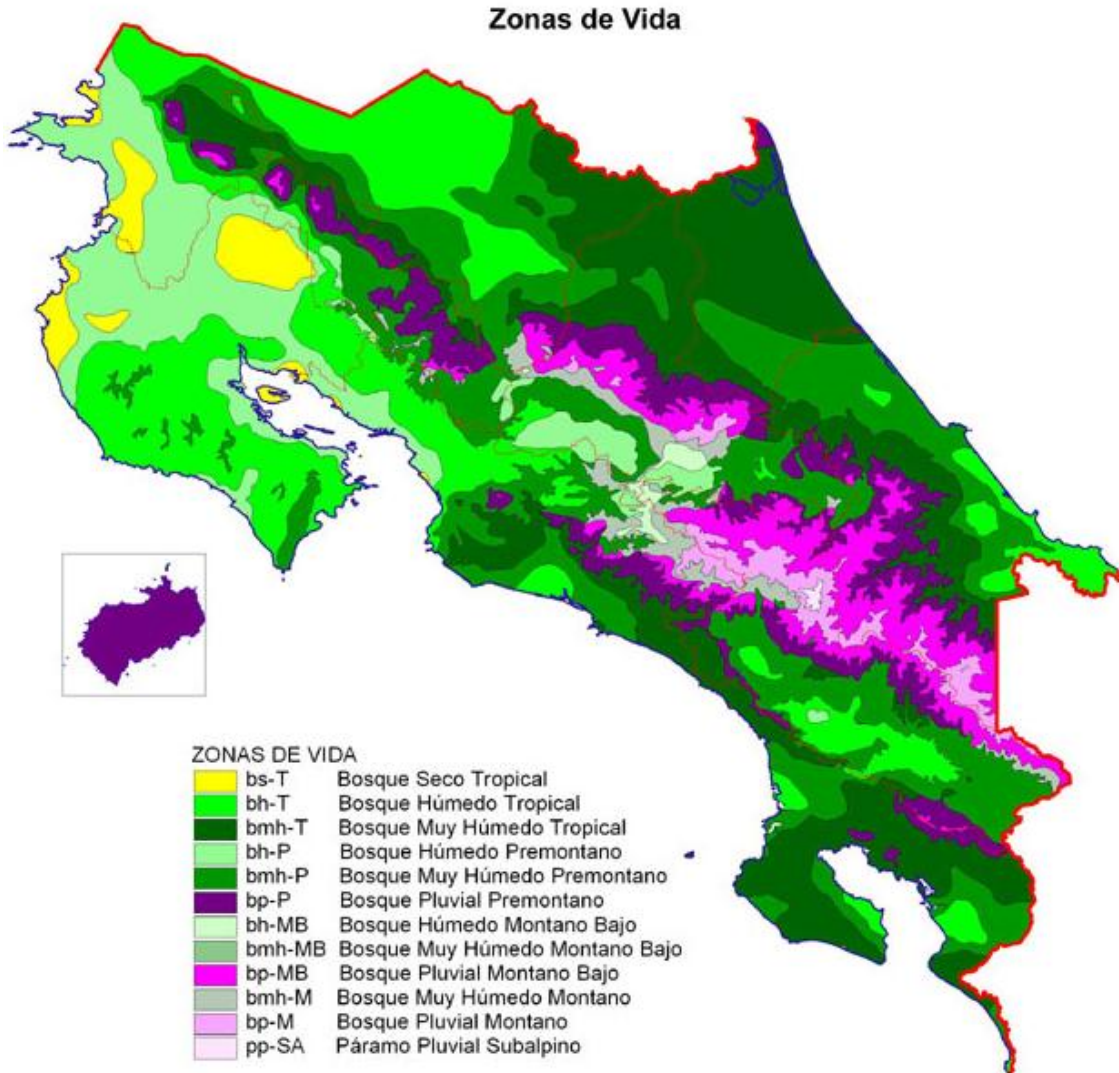 Zonas de Vida
ZONAS DE VIDA
bs-T Bosque Seco Tropical
bh-T Bosque Húmedo Tropical
bmh-T Bosque Muy Húmedo Tropical
bh-P Bosque Húmedo Premontano
bmh-P Bosque Muy Húmedo Premontano
bp-P Bosque Pluvial Premontano
bh-MB Bosque Húmedo Montano Bajo
bmh-MB Bosque Muy Húmedo Montano Bajo
bp-MB Bosque Pluvial Montano Bajo
bmh-M Bosque Muy Húmedo Montano
bp-M Bosque Pluvial Montano
pp-SA Páramo Pluvial Subalpino